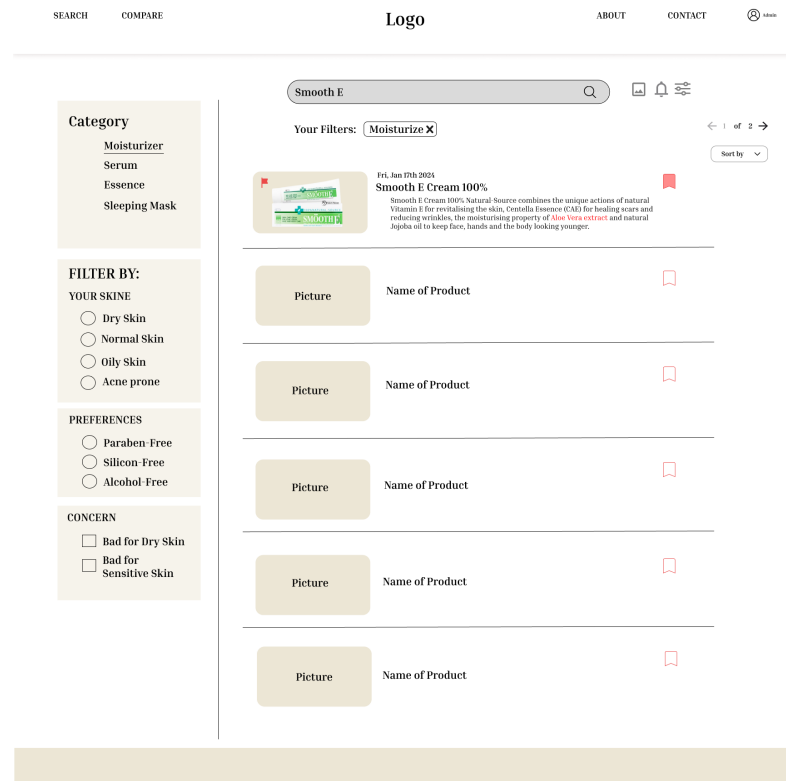 SEARCH COMPARE Logo ABOUT CONTACT Admin
Smooth E
Your Filters: Moisturize X
1 of 2
Sort by
Category
Moisturizer
Serum
Essence
Sleeping Mask
FILTER BY:
YOUR SKINE
Dry Skin
Normal Skin
Oily Skin
Acne prone
PREFERENCES
Paraben-Free
Silicon-Free
Alcohol-Free
CONCERN
Bad for Dry Skin
Bad for
Sensitive Skin
SMOOTH E
SMOOTH E
Fri, Jan 17th 2024
Smooth E Cream 100%
Smooth E Cream 100% Natural-Source combines the unique actions of natural
Vitamin E for revitalising the skin, Centella Essence (CAE) for healing scars and
reducing wrinkles, the moisturising property of Aloe Vera extract and natural
Jojoba oil to keep face, hands and the body looking younger.
Picture
Name of Product
Picture
Name of Product
Picture
Name of Product
Picture
Name of Product
Picture
Name of Product